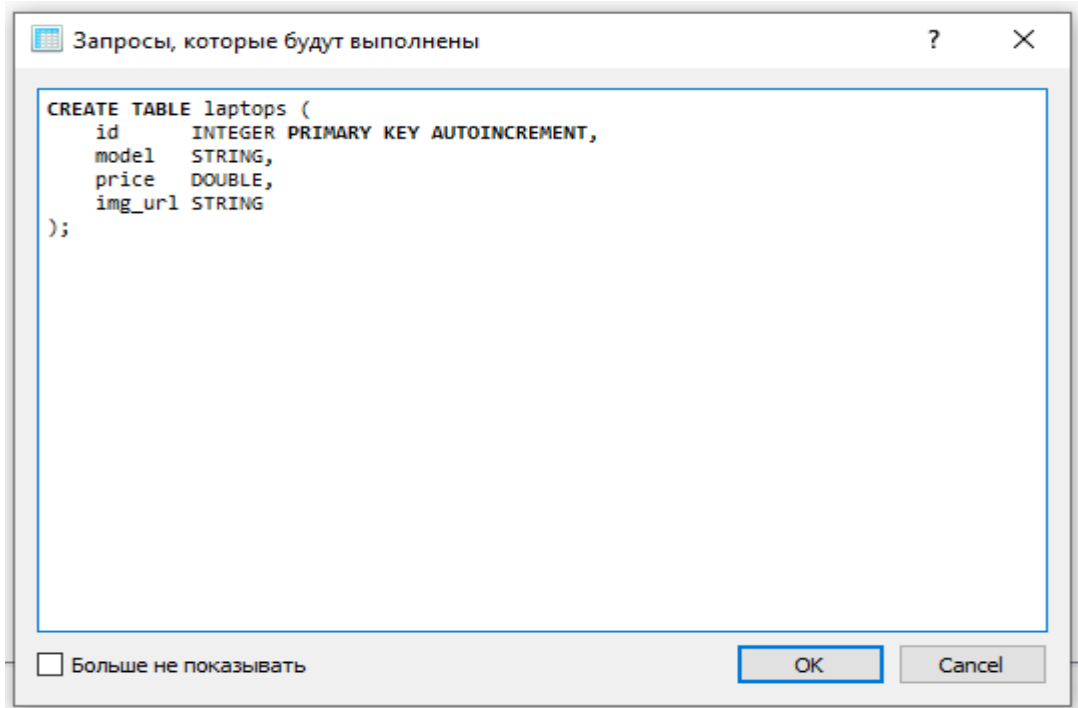 Запросы, которые будут выполнены
?
CREATE TABLE laptops (
    id      INTEGER PRIMARY KEY AUTOINCREMENT,
    model   STRING,
    price   DOUBLE,
    img_url STRING
);
Больше не показывать
OK
Cancel